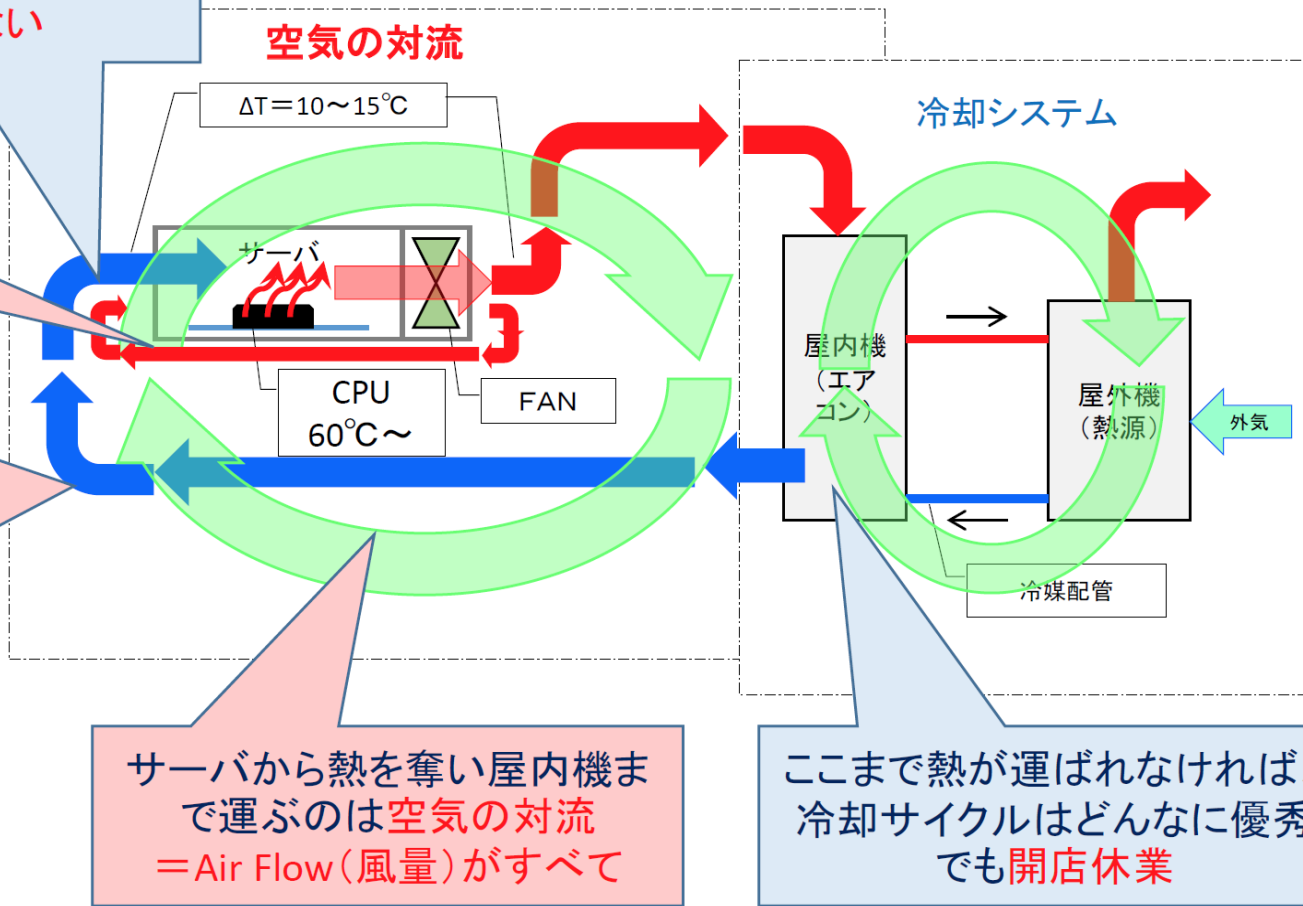 ない
空気の対流
ΔT＝10～15℃
冷却システム
サーバ
CPU
60℃～
FAN
屋内機
（エア
コン）
屋外機
（熱源）
外気
冷媒配管
サーバから熱を奪い屋内機ま
で運ぶのは空気の対流
＝Air Flow（風量）がすべて
ここまで熱が運ばれなければ
冷却サイクルはどんなに優秀
でも開店休業